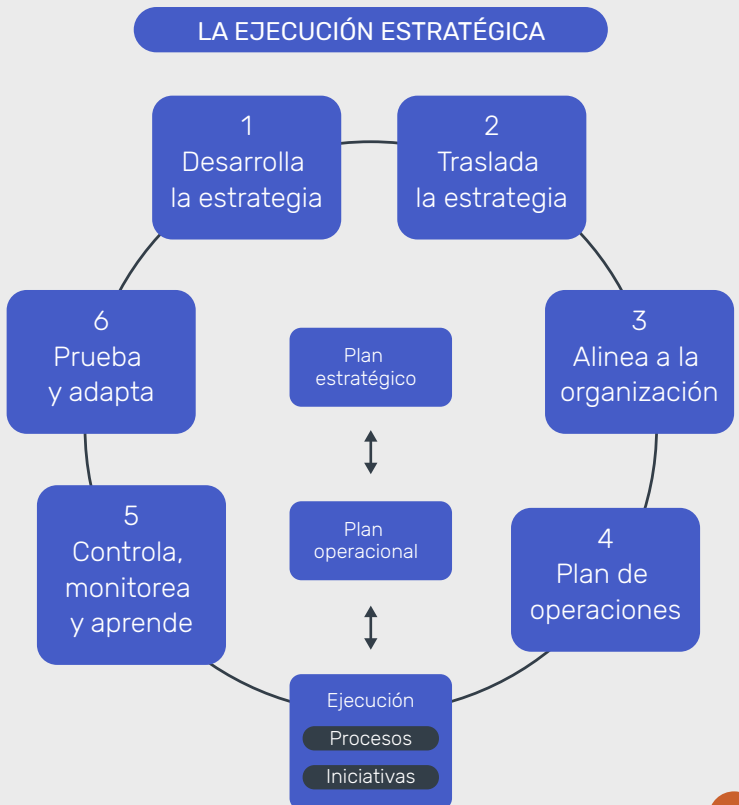 LA EJECUCIÓN ESTRATÉGICA
1
Desarrolla
la estrategia
2
Traslada
la estrategia
3
Alinea a la
organización
4
Plan de
operaciones
5
Controla,
monitorea
y aprende
6
Prueba
y adapta
Plan
estratégico
Plan
operacional
Ejecución
Procesos
Iniciativas